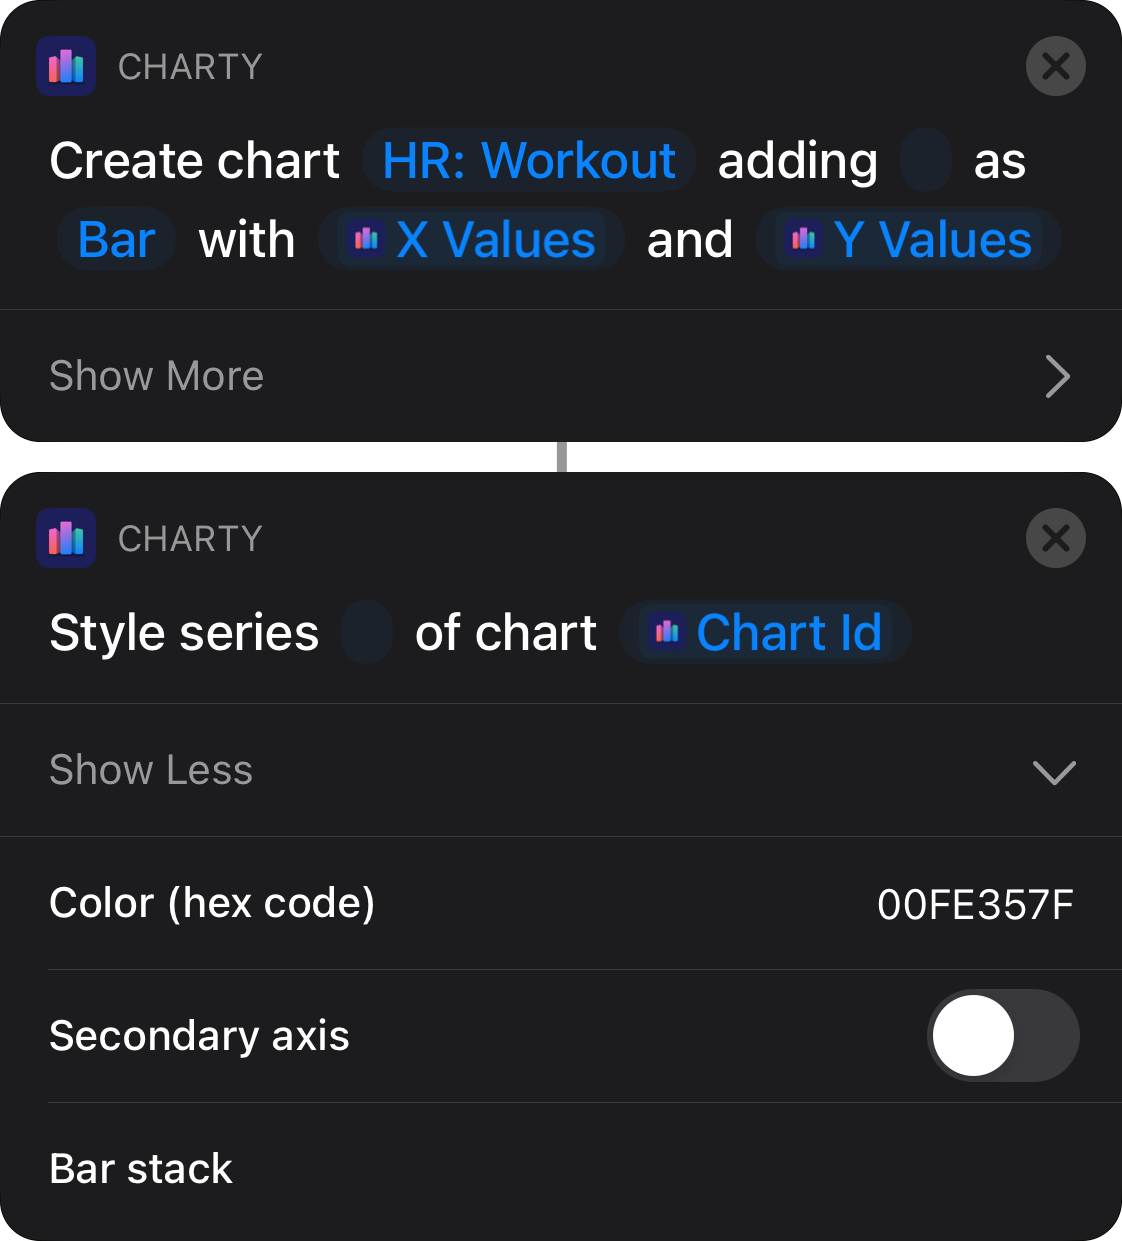 CHARTY
Create chart HR: Workout adding as
Bar with X Values and Y Values
Show More
CHARTY
Style series of chart Chart Id
Show Less
Color (hex code) 00FE357F
Secondary axis
Bar stack